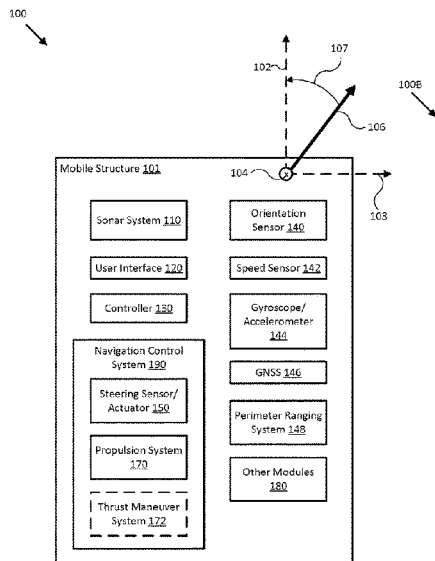 100
107
102
100B
106
Mobile Structure 101
104
X
103
Sonar System 110
Orientation
Sensor 140
User Interface 120
Speed Sensor 142
Controller 130
Gyroscope/
Accelerometer
144
Navigation Control
System 190
GNSS 146
Steering Sensor/
Actuator 150
Perimeter Ranging
System 148
Propulsion System
170
Other Modules
180
Thrust Maneuver
System 172